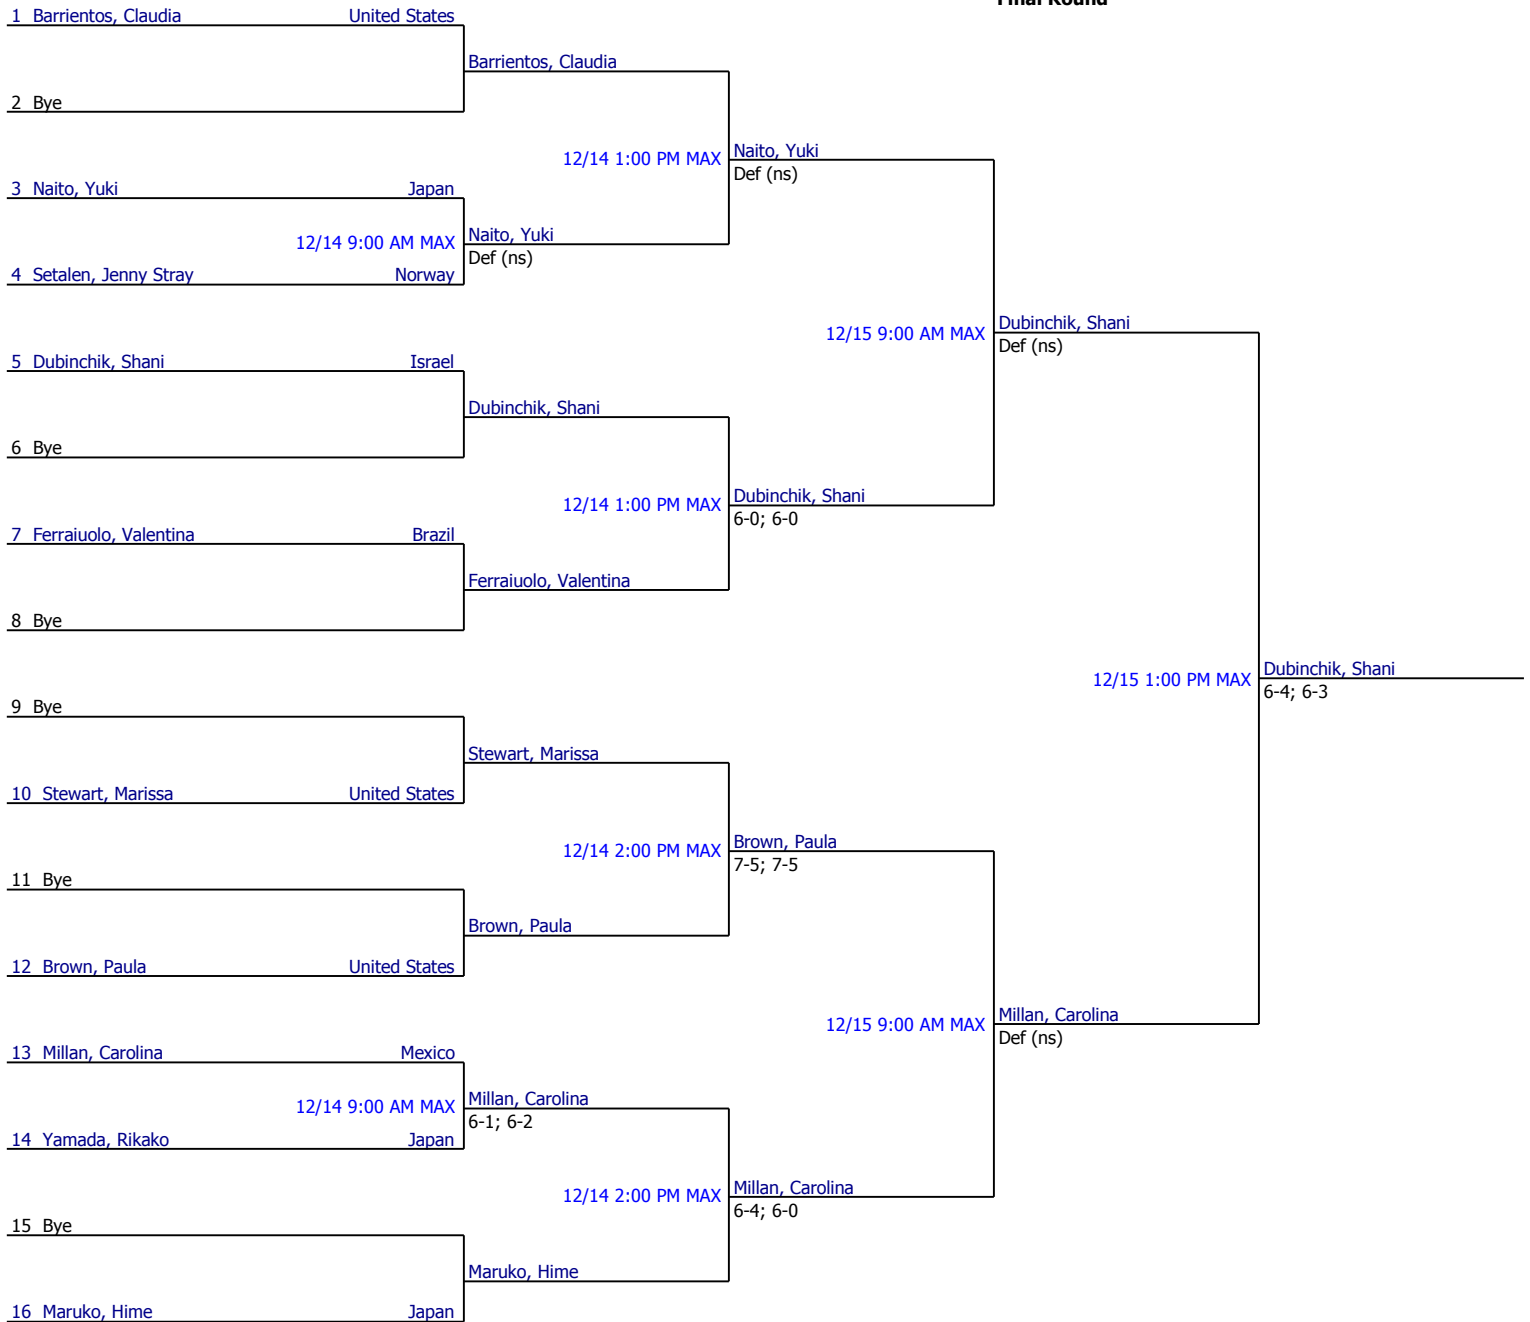 Final Round
1 Barrientos, Claudia United States
Barrientos, Claudia
2 Bye
12/14 1:00 PM MAX Naito, Yuki
Def (ns)
3 Naito, Yuki Japan
12/14 9:00 AM MAX Naito, Yuki
Def (ns)
4 Setalen, Jenny Stray Norway
12/15 9:00 AM MAX Dubinchik, Shani
Def (ns)
5 Dubinchik, Shani Israel
Dubinchik, Shani
6 Bye
12/14 1:00 PM MAX Dubinchik, Shani
6-0; 6-0
7 Ferraiuolo, Valentina Brazil
Ferraiuolo, Valentina
8 Bye
12/15 1:00 PM MAX Dubinchik, Shani
6-4; 6-3
9 Bye
Stewart, Marissa
10 Stewart, Marissa United States
12/14 2:00 PM MAX Brown, Paula
7-5; 7-5
11 Bye
Brown, Paula
12 Brown, Paula United States
12/15 9:00 AM MAX Millan, Carolina
Def (ns)
13 Millan, Carolina Mexico
12/14 9:00 AM MAX Millan, Carolina
6-1; 6-2
14 Yamada, Rikako Japan
12/14 2:00 PM MAX Millan, Carolina
6-4; 6-0
15 Bye
Maruko, Hime
16 Maruko, Hime Japan